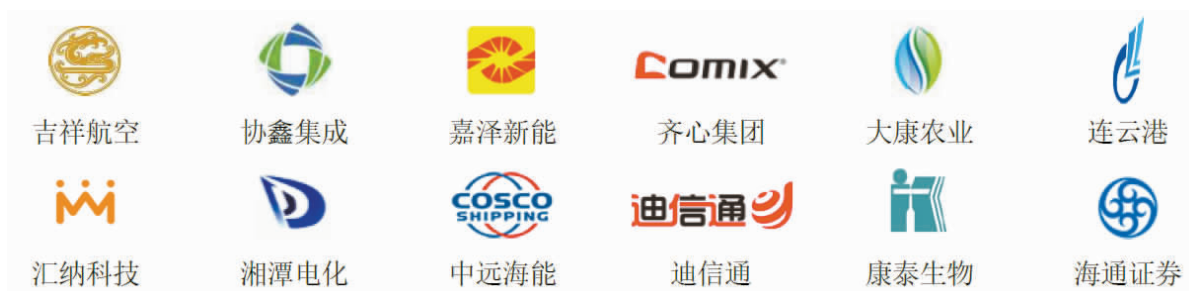 COMIX
吉祥航空 协鑫集成 嘉泽新能 齐心集团 大康农业 连云港
COSCO
SHIPPING
迪信通
汇纳科技 湘潭电化 中远海能 迪信通 康泰生物 海通证券